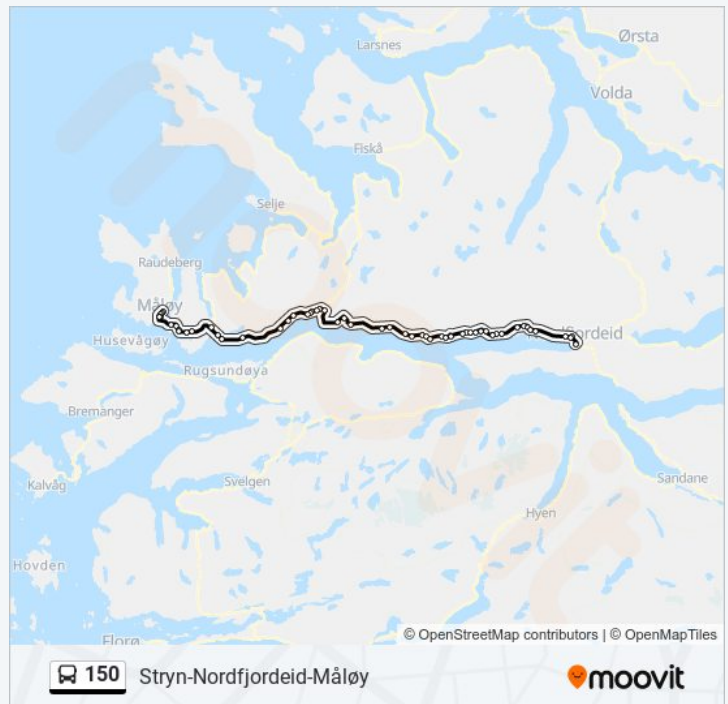 Larsnes
Ørsta
Volda
Fiskå
Selje
Raudeberg
Måløy
Husevågøy
fjordeid
Rugsundøya
Bremanger
Svelgen
Sandane
Kalvåg
Hyen
Hovden
Florø
© OpenStreetMap contributors | © OpenMapTiles
150 Stryn-Nordfjordeid-Måløy
moovit